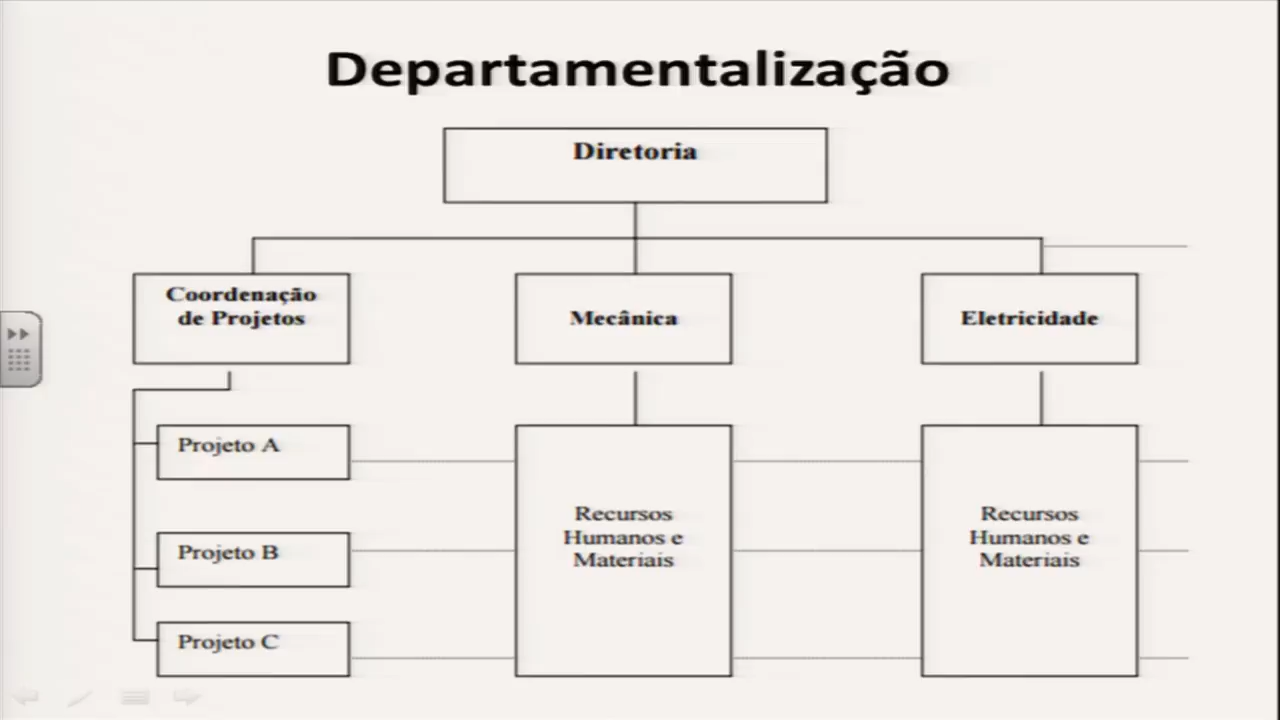 Departamentalização
Diretoria
Coordenação
de Projetos
Mecânica
Eletricidade
Projeto A
Projeto B
Projeto C
Recursos
Humanos e
Materiais
Recursos
Humanos e
Materiais